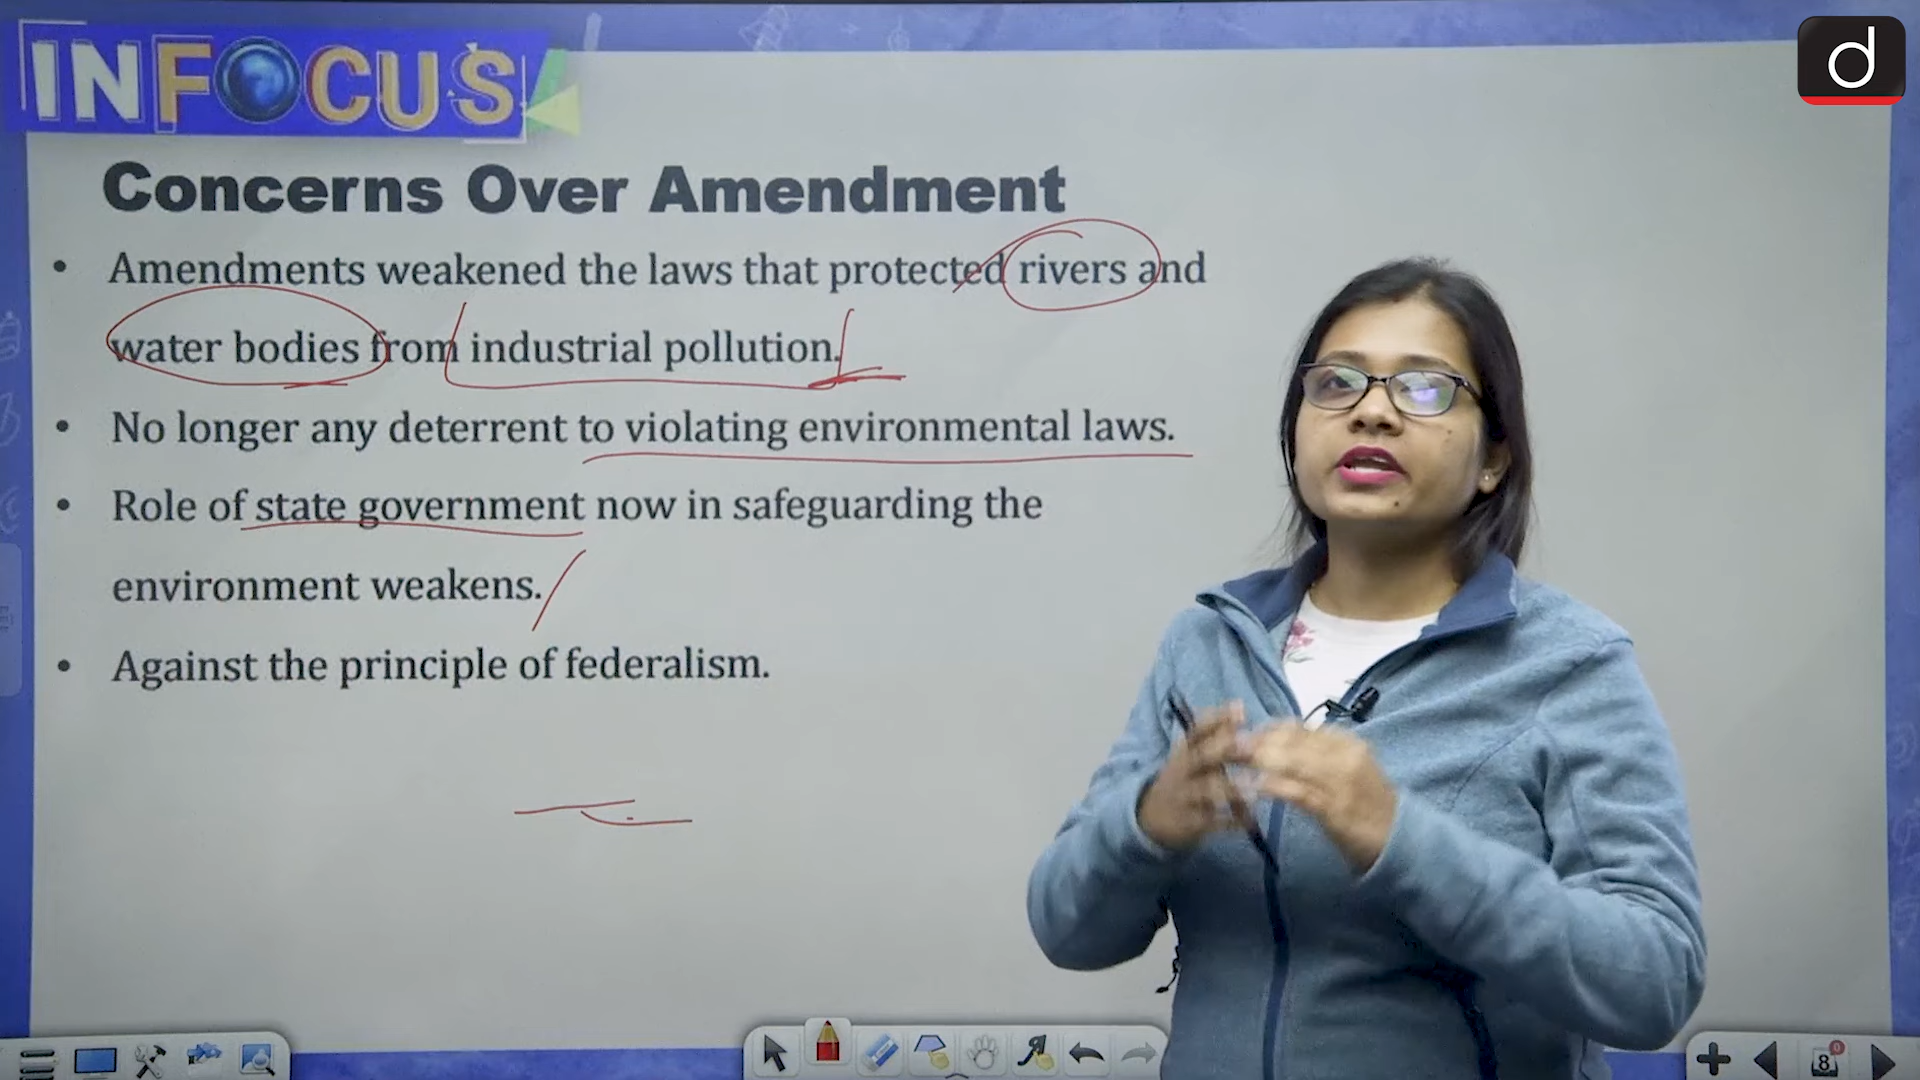 INFOCUS
d
Concerns Over Amendment
• Amendments weakened the laws that protected rivers and
water bodies from industrial pollution.
• No longer any deterrent to violating environmental laws.
• Role of state government now in safeguarding the
environment weakens.
• Against the principle of federalism.
8
0